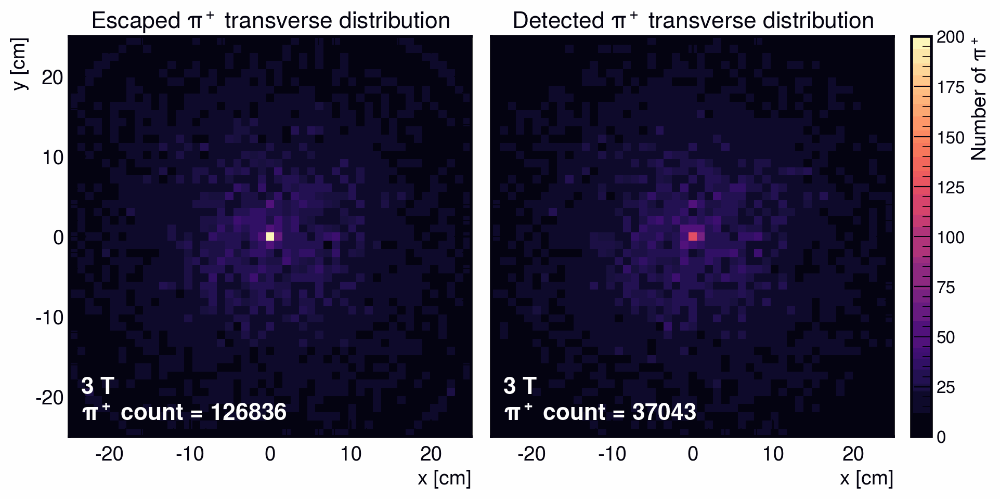 Escaped π⁺ transverse distribution
Detected π⁺ transverse distribution
y [cm]
20
10
0
-10
-20
3 T
π⁺ count = 126836
-20 -10 0 10 20
x [cm]
3 T
π⁺ count = 37043
-20 -10 0 10 20
x [cm]
200
175
150
125
100
75
50
25
0
Number of π⁺